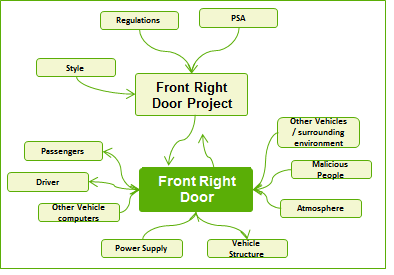 Regulations
PSA
Style
Front Right
Door Project
Other Vehicles
/ surrounding
environment
Passengers
Malicious
People
Driver
Front Right
Door
Other Vehicle
computers
Atmosphere
Power Supply
Vehicle
Structure